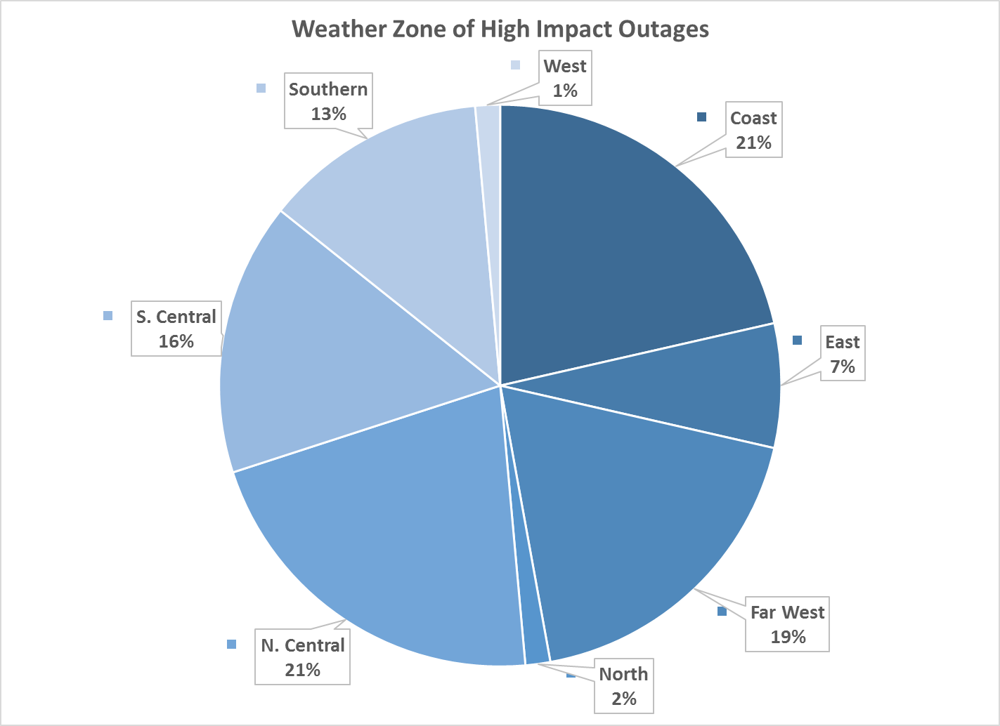 Weather Zone of High Impact Outages
West
1%
Southern
13%
Coast
21%
S. Central
16%
East
7%
Far West
19%
N. Central
21%
North
2%